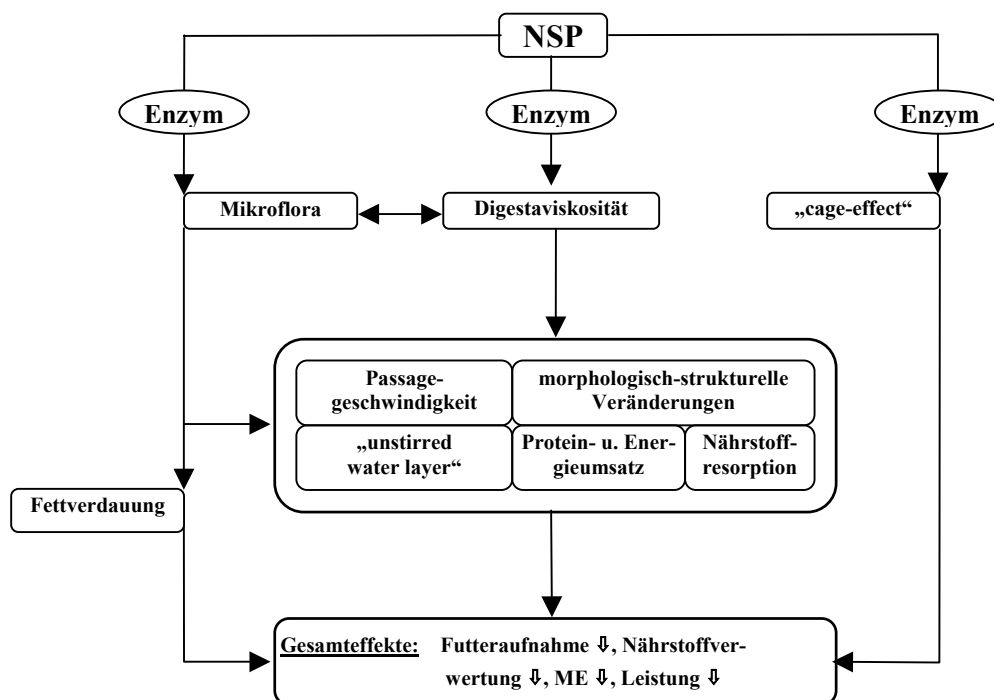 NSP
Enzym
Enzym
Enzym
Mikroflora
Digestaviskosität
„cage-effect“
Passage-
geschwindigkeit
morphologisch-strukturelle
Veränderungen
„unstirred
water layer“
Protein- u. Ener-
gieumsatz
Nährstoff-
resorption
Fettverdauung
Gesamteffekte: Futteraufnahme ⇩, Nährstoffver-
wertung ⇩, ME ⇩, Leistung ⇩